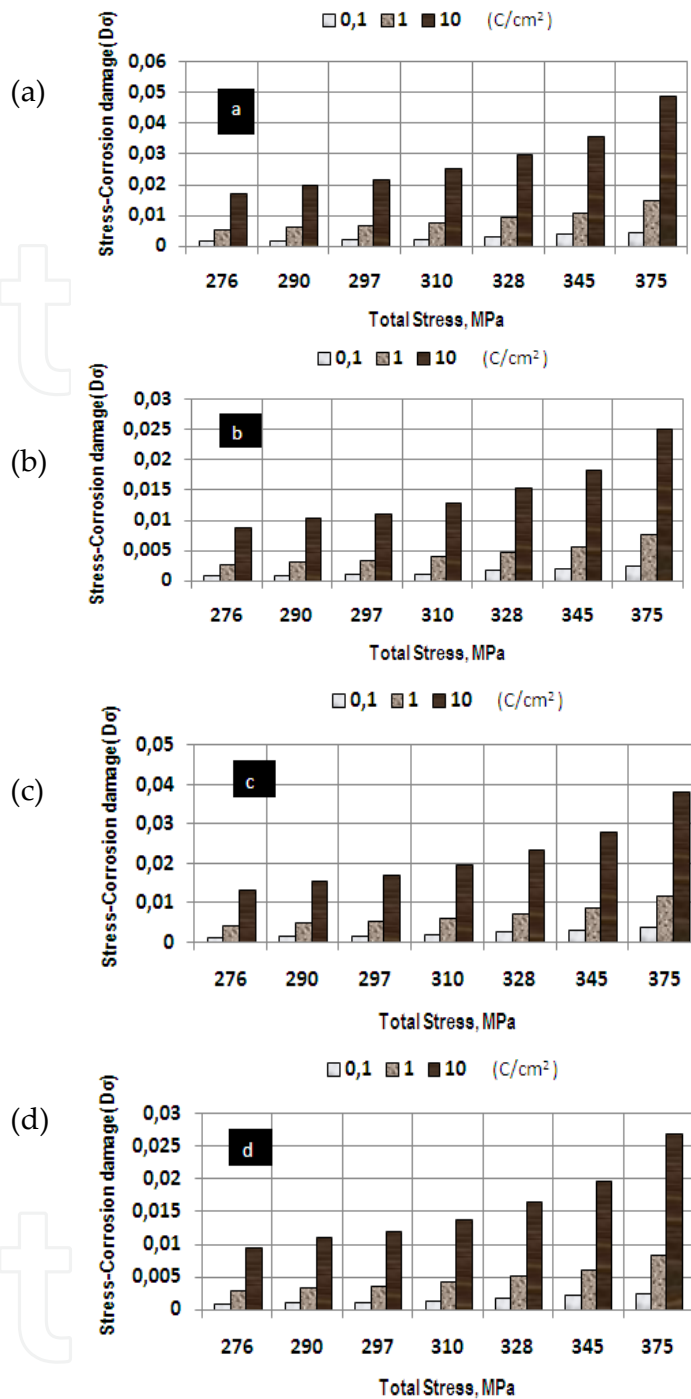 0,1 1 10 (C/cm²)
(a)
Stress-Corrosion damage(Dσ)
0,06
0,05
0,04
0,03
0,02
0,01
0
a
276 290 297 310 328 345 375
Total Stress, MPa
0,1 1 10 (C/cm²)
(b)
Stress-Corrosion damage(Dσ)
0,03
0,025
0,02
0,015
0,01
0,005
0
b
276 290 297 310 328 345 375
Total Stress, MPa
0,1 1 10 (C/cm²)
(c)
Stress-Corrosion damage(Dσ)
0,05
0,04
0,03
0,02
0,01
0
c
276 290 297 310 328 345 375
Total Stress, MPa
0,1 1 10 (C/cm²)
(d)
Stress-Corrosion damage(Dσ)
0,03
0,025
0,02
0,015
0,01
0,005
0
d
276 290 297 310 328 345 375
Total Stress, MPa
t
t